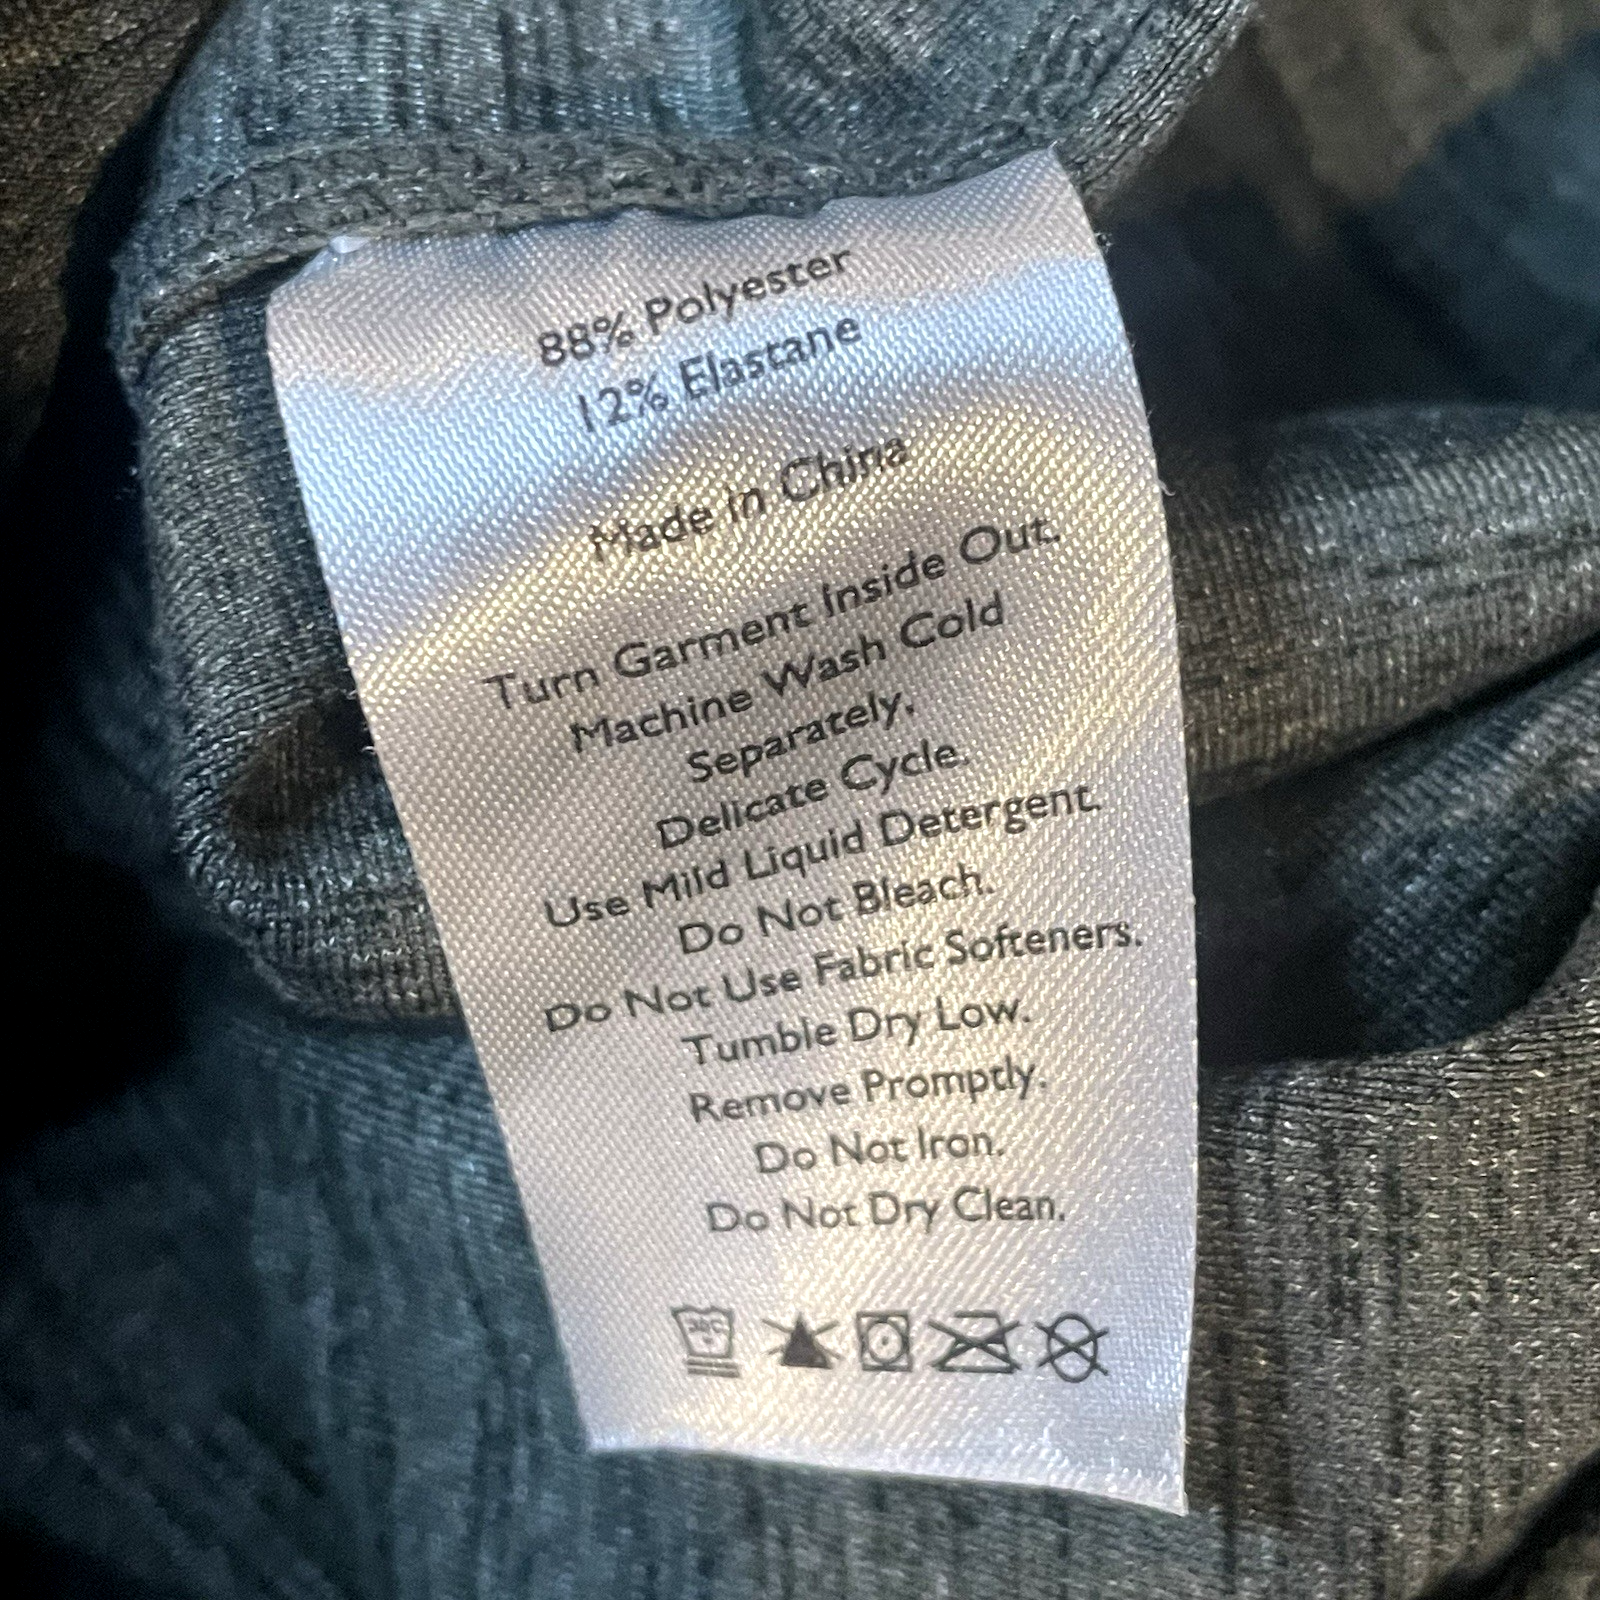 88% Polyester
12% Elastane
Made in China
Turn Garment Inside Out.
Machine Wash Cold
Separately.
Delicate Cycle.
Use Mild Liquid Detergent.
Do Not Bleach.
Do Not Use Fabric Softeners.
Tumble Dry Low.
Remove Promptly.
Do Not Iron.
Do Not Dry Clean.